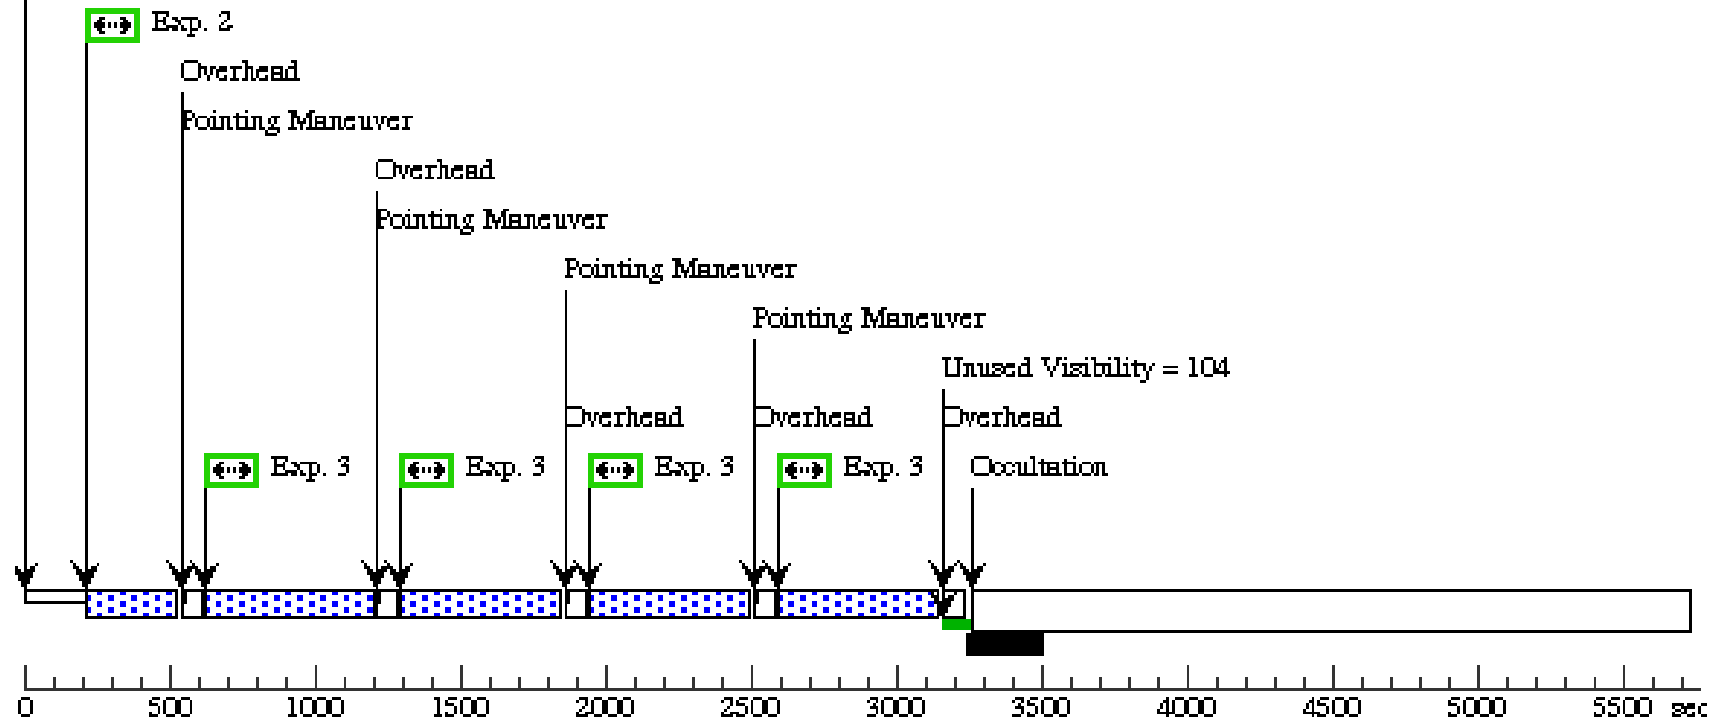 Exp. 2
Overhead
Pointing Maneuver
Overhead
Pointing Maneuver
Pointing Maneuver
Pointing Maneuver
Unused Visibility = 104
Overhead Overhead Overhead
Exp. 3 Exp. 3 Exp. 3 Exp. 3 Occultation
0 500 1000 1500 2000 2500 3000 3500 4000 4500 5000 5500 sec